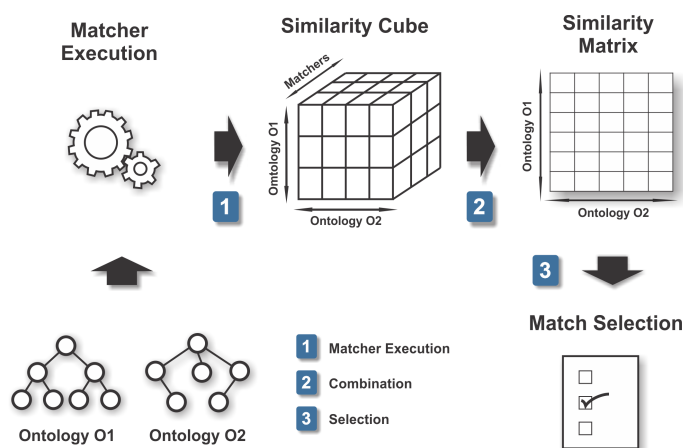 Matcher
Execution
Similarity Cube
Similarity
Matrix
Matchers
Omtology O1
Ontology O2
Ontology O1
Ontology O2
1
2
3
Match Selection
1 Matcher Execution
2 Combination
3 Selection
Ontology O1
Ontology O2